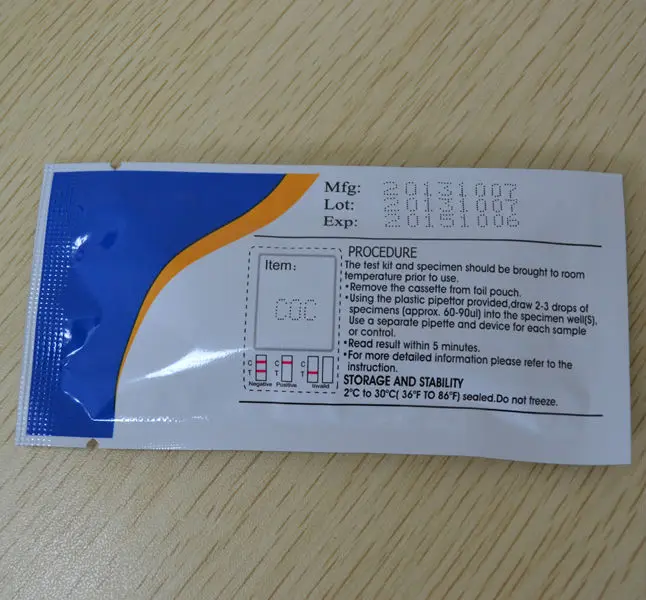 Mfg: 20131007
Lot: 20131007
Exp: 20151006
PROCEDURE
The test kit and specimen should be brought to room
temperature prior to use.
•Remove the cassette from foil pouch.
•Using the plastic pipettor provided,draw 2-3 drops of
specimens (approx. 60-90ul) into the specimen well(S),
Use a separate pipette and device for each sample
or control.
•Read result within 5 minutes.
•For more detailed information please refer to the
instruction.
STORAGE AND STABILITY
2°C to 30°C( 36°F TO 86°F) sealed.Do not freeze.
Item:
COC
C C C
T T T
Negative Positive Invalid